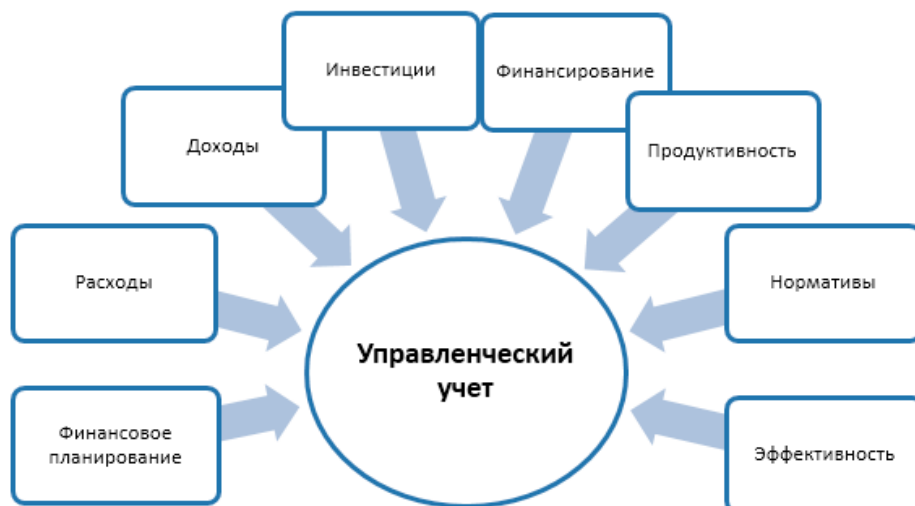 Инвестиции
Финансирование
Доходы
Продуктивность
Расходы
Нормативы
Управленческий
учет
Финансовое
планирование
Эффективность